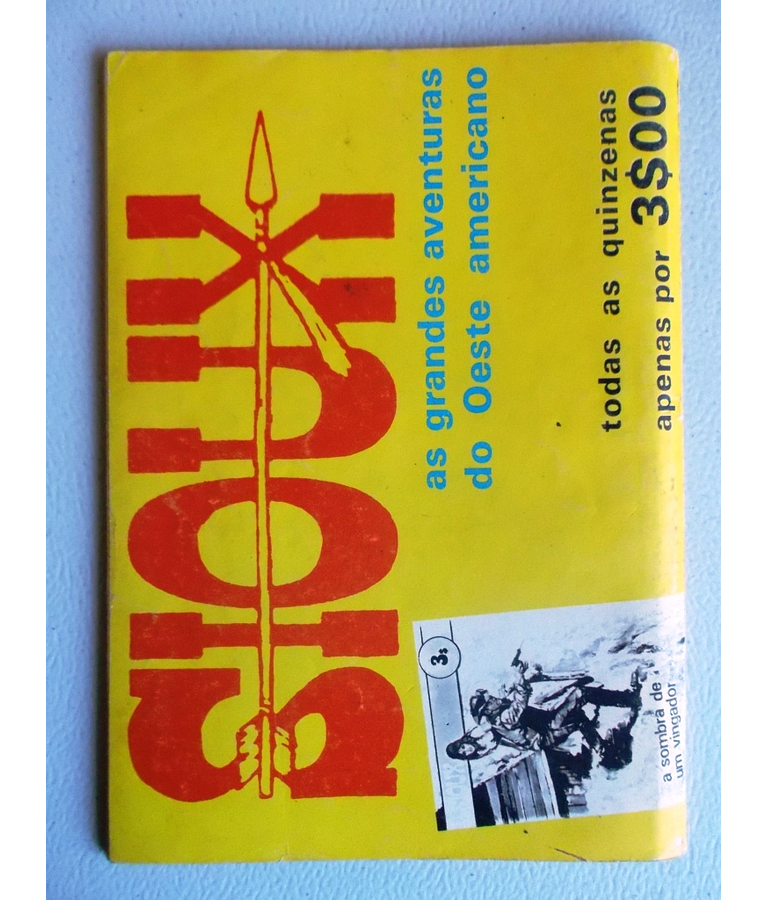 SIOUX
as grandes aventuras
do Oeste americano
todas as quinzenas
apenas por 3$00
3$
a sombra de
um vingador